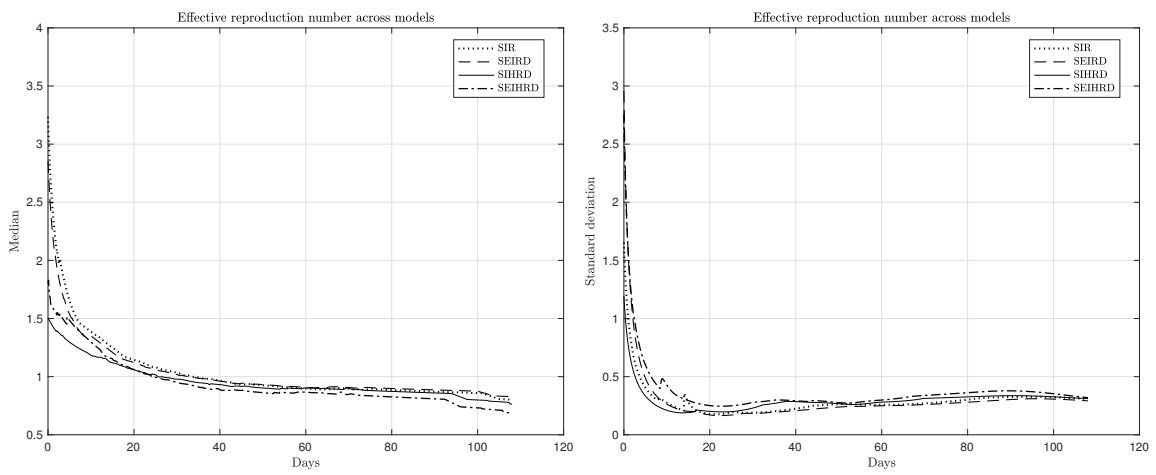 Effective reproduction number across models
4
3.5
3
2.5
2
1.5
1
0.5
Median
0
20
40
60
80
100
120
Days
SIR
SEIRD
SIHRD
SEIHRD
Effective reproduction number across models
3.5
3
2.5
2
1.5
1
0.5
0
Standard deviation
0
20
40
60
80
100
120
Days
SIR
SEIRD
SIHRD
SEIHRD